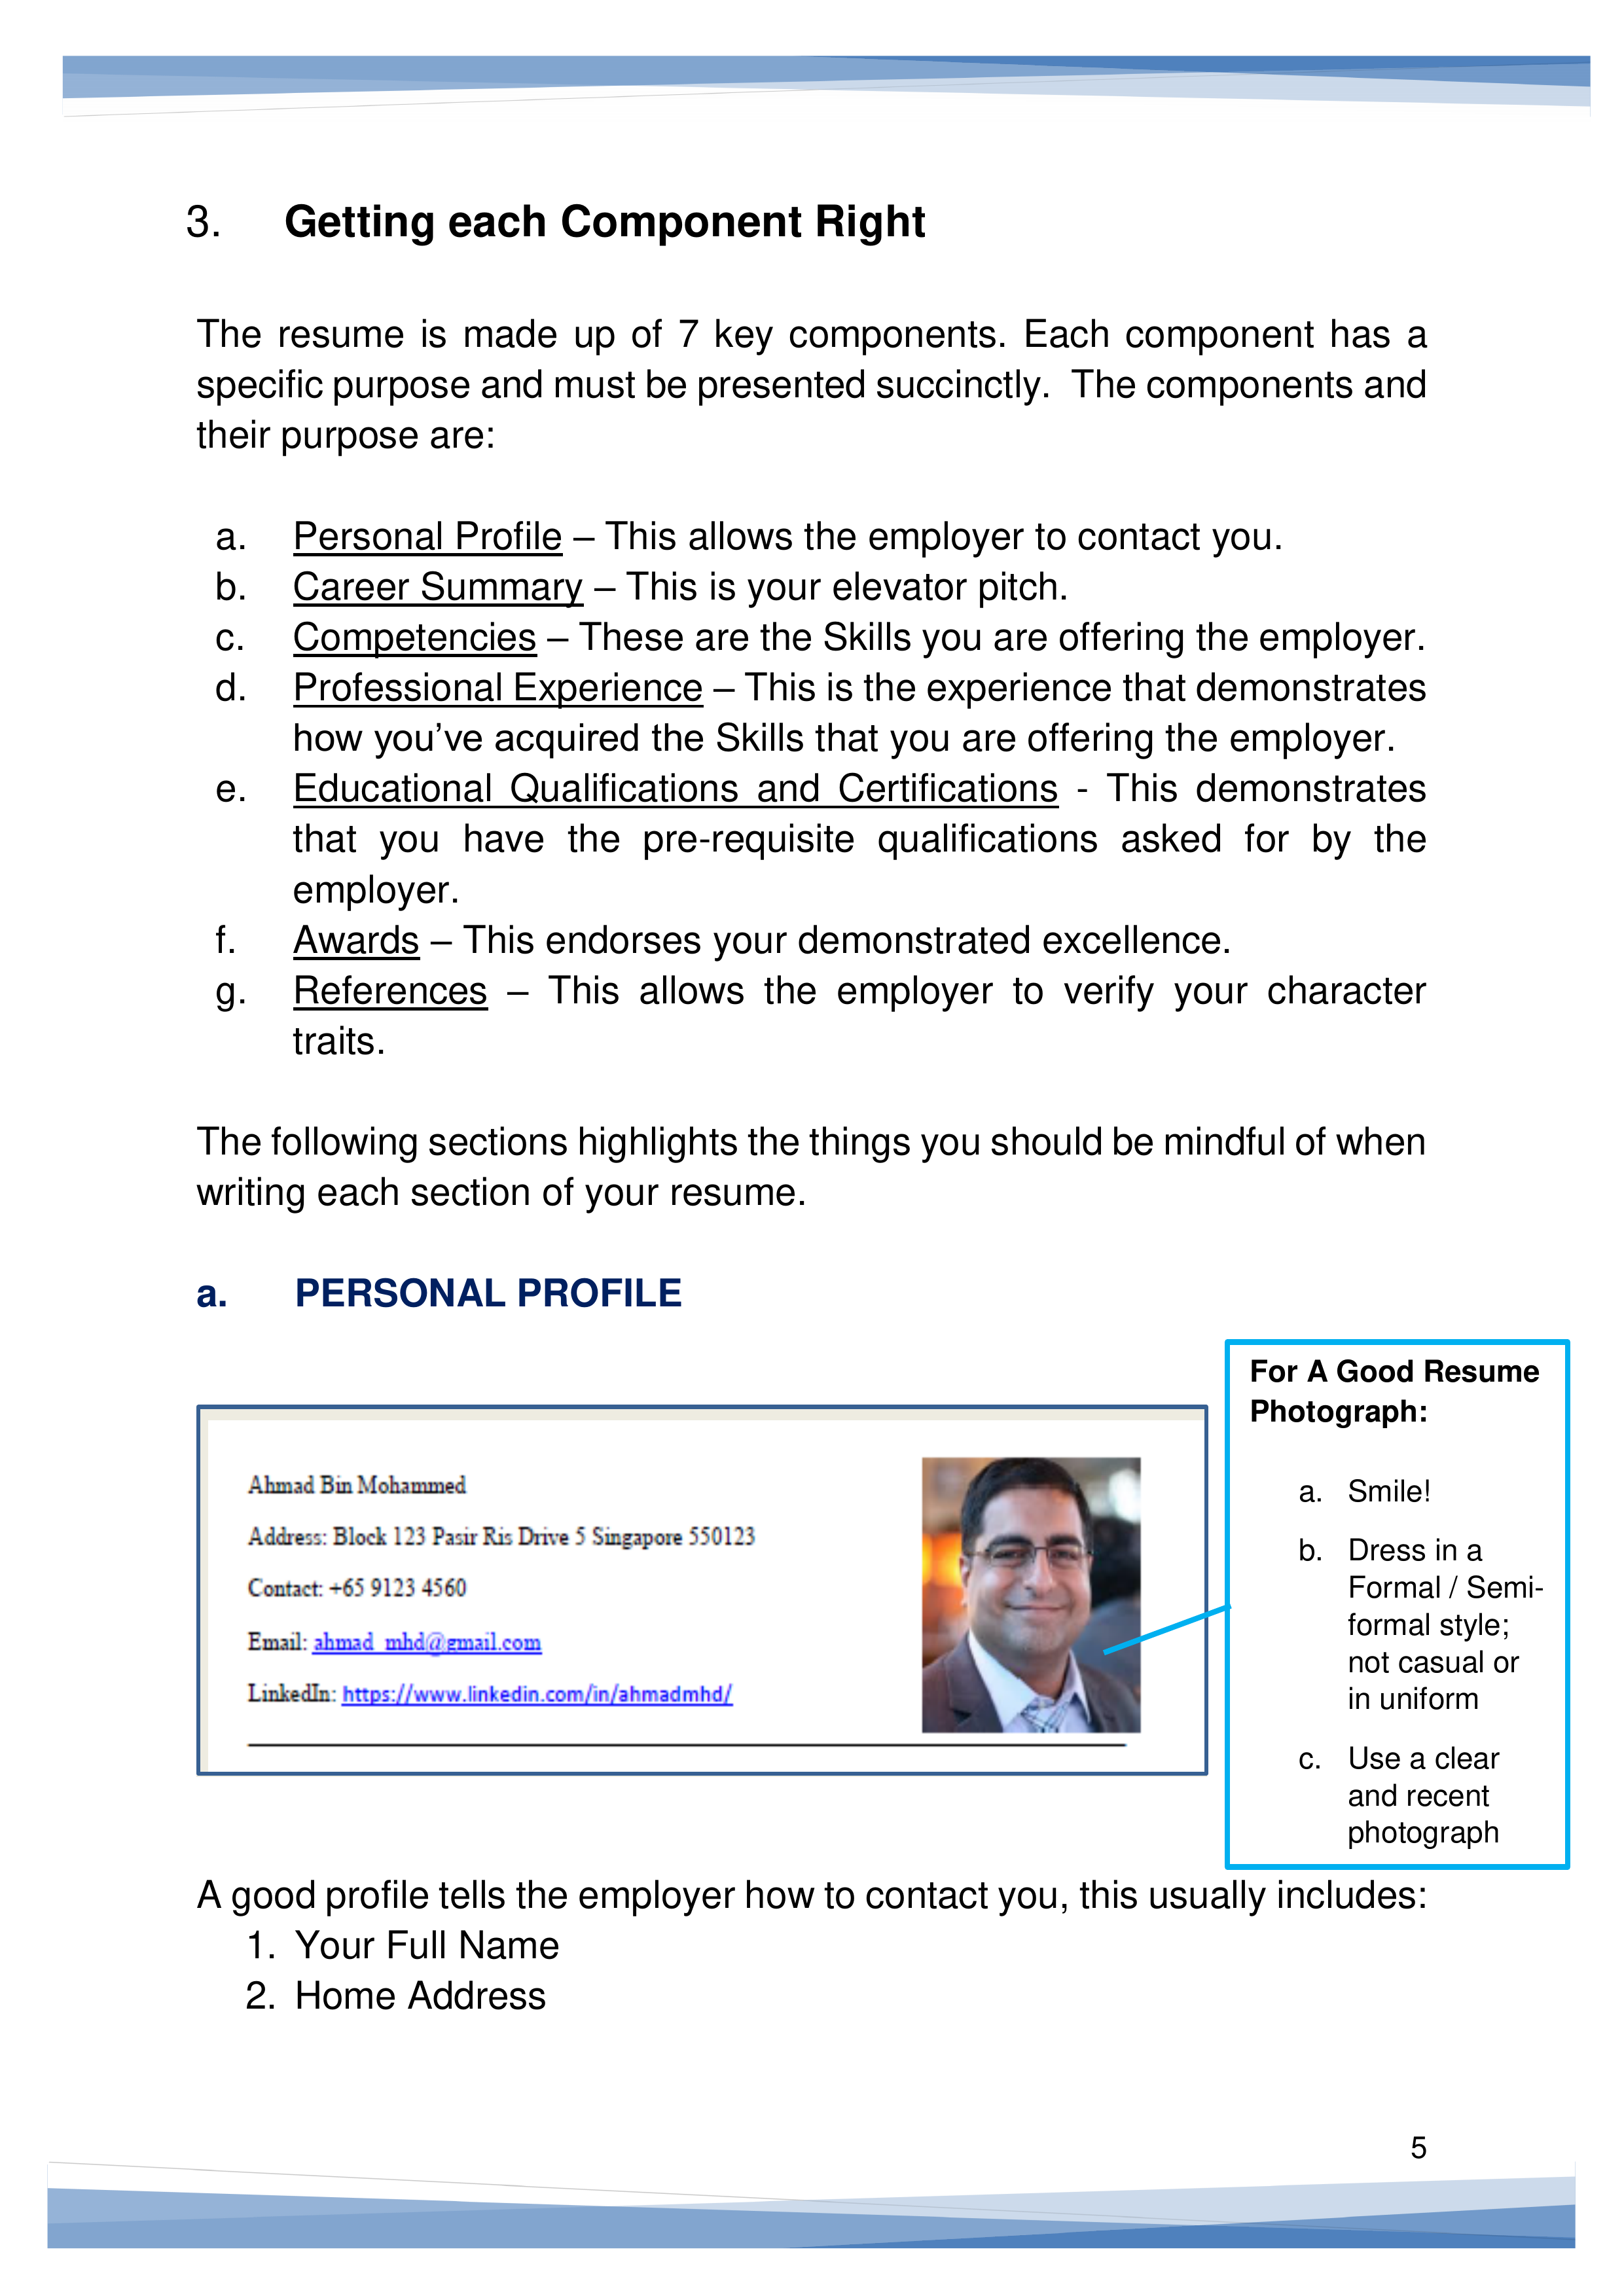 3. Getting each Component Right
The resume is made up of 7 key components. Each component has a
specific purpose and must be presented succinctly. The components and
their purpose are:
a. Personal Profile – This allows the employer to contact you.
b. Career Summary – This is your elevator pitch.
c. Competencies – These are the Skills you are offering the employer.
d. Professional Experience – This is the experience that demonstrates
how you’ve acquired the Skills that you are offering the employer.
e. Educational Qualifications and Certifications - This demonstrates
that you have the pre-requisite qualifications asked for by the
employer.
f. Awards – This endorses your demonstrated excellence.
g. References – This allows the employer to verify your character
traits.
The following sections highlights the things you should be mindful of when
writing each section of your resume.
a. PERSONAL PROFILE
Ahmad Bin Mohammed
Address: Block 123 Pasir Ris Drive 5 Singapore 550123
Contact: +65 9123 4560
Email: ahmad_mhd@gmail.com
LinkedIn: https://www.linkedin.com/in/ahmadmhd/
For A Good Resume
Photograph:
a. Smile!
b. Dress in a
Formal / Semi-
formal style;
not casual or
in uniform
c. Use a clear
and recent
photograph
A good profile tells the employer how to contact you, this usually includes:
1. Your Full Name
2. Home Address
5